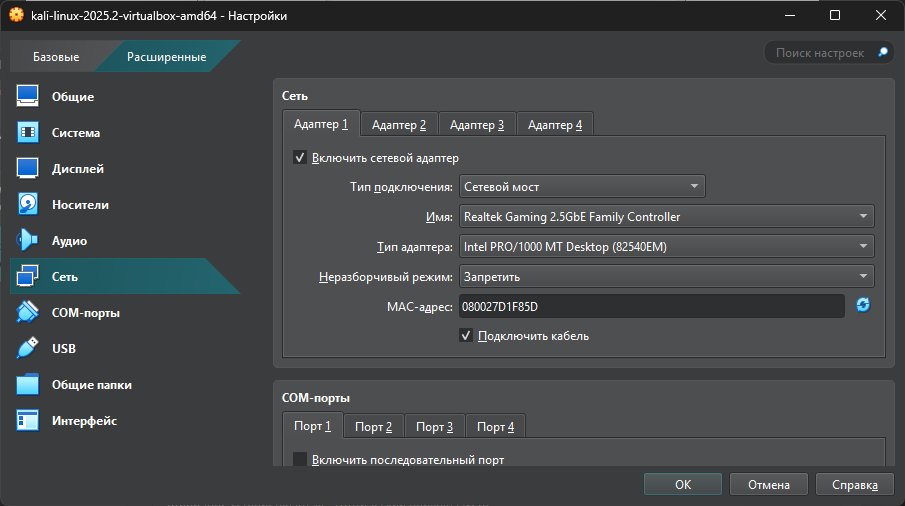 kali-linux-2025.2-virtualbox-amd64 - Настройки
Базовые Расширенные Поиск настроек
Общие
Система
Дисплей
Носители
Аудио
Сеть
COM-порты
USB
Общие папки
Интерфейс
Сеть
Адаптер 1 Адаптер 2 Адаптер 3 Адаптер 4
Включить сетевой адаптер
Тип подключения: Сетевой мост
Имя: Realtek Gaming 2.5GbE Family Controller
Тип адаптера: Intel PRO/1000 MT Desktop (82540EM)
Неразборчивый режим: Запретить
MAC-адрес: 080027D1F85D
Подключить кабель
COM-порты
Порт 1 Порт 2 Порт 3 Порт 4
Включить последовательный порт
OK Отмена Справка